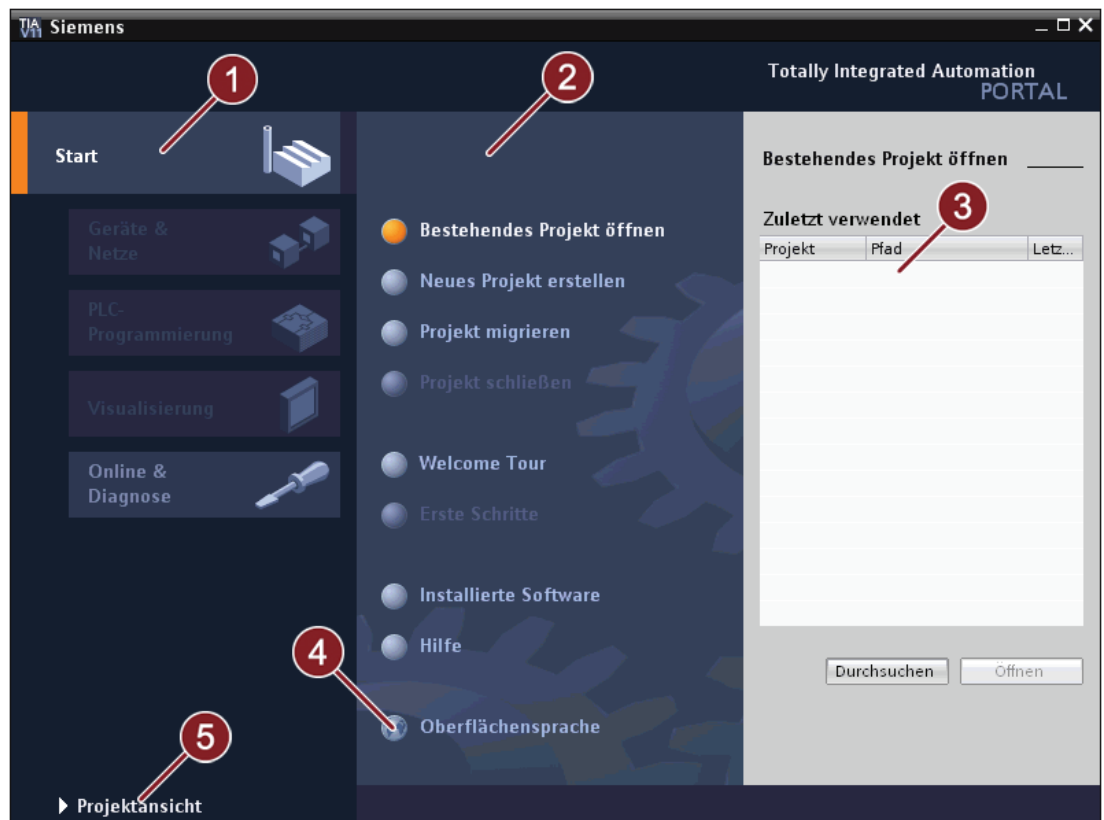 TIA
V11
Siemens
Totally Integrated Automation
PORTAL
1
2
Start
Geräte &
Netze
PLC-
Programmierung
Visualisierung
Online &
Diagnose
5
Projektansicht
Bestehendes Projekt öffnen
Neues Projekt erstellen
Projekt migrieren
Projekt schließen
Welcome Tour
Erste Schritte
Installierte Software
Hilfe
4
Oberflächensprache
Bestehendes Projekt öffnen
3
Zuletzt verwendet
Projekt Pfad Letz...
Durchsuchen Öffnen